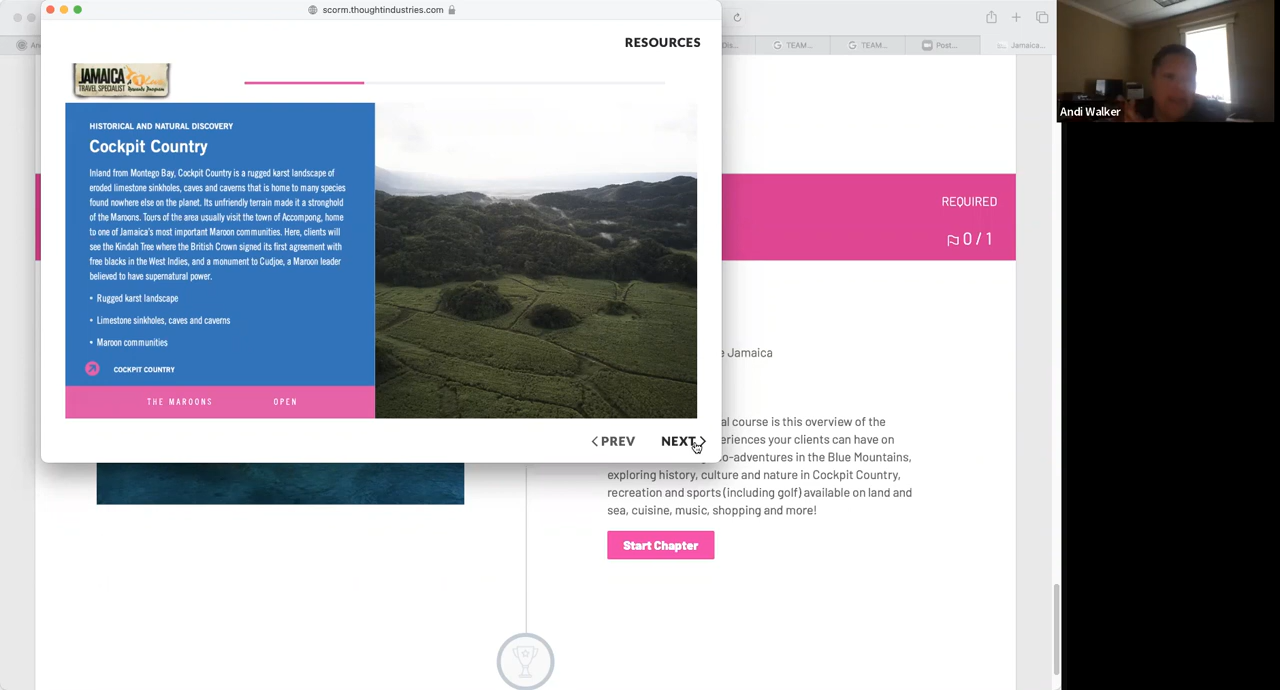 scorm.thoughtindustries.com
RESOURCES
JAMAICA
TRAVEL SPECIALIST
Rewards Program
HISTORICAL AND NATURAL DISCOVERY
Cockpit Country
Inland from Montego Bay, Cockpit Country is a rugged karst landscape of
eroded limestone sinkholes, caves and caverns that is home to many species
found nowhere else on the planet. Its unfriendly terrain made it a stronghold
of the Maroons. Tours of the area usually visit the town of Accompong, home
to one of Jamaica's most important Maroon communities. Here, clients will
see the Kindah Tree where the British Crown signed its first agreement with
free blacks in the West Indies, and a monument to Cudjoe, a Maroon leader
believed to have supernatural power.
• Rugged karst landscape
• Limestone sinkholes, caves and caverns
• Maroon communities
COCKPIT COUNTRY
THE MAROONS OPEN
PREV NEXT
TEAM...
TEAM...
Post...
Jamaica...
REQUIRED
0 / 1
e Jamaica
al course is this overview of the
eriences your clients can have on
o-adventures in the Blue Mountains,
exploring history, culture and nature in Cockpit Country,
recreation and sports (including golf) available on land and
sea, cuisine, music, shopping and more!
Start Chapter
Andi Walker